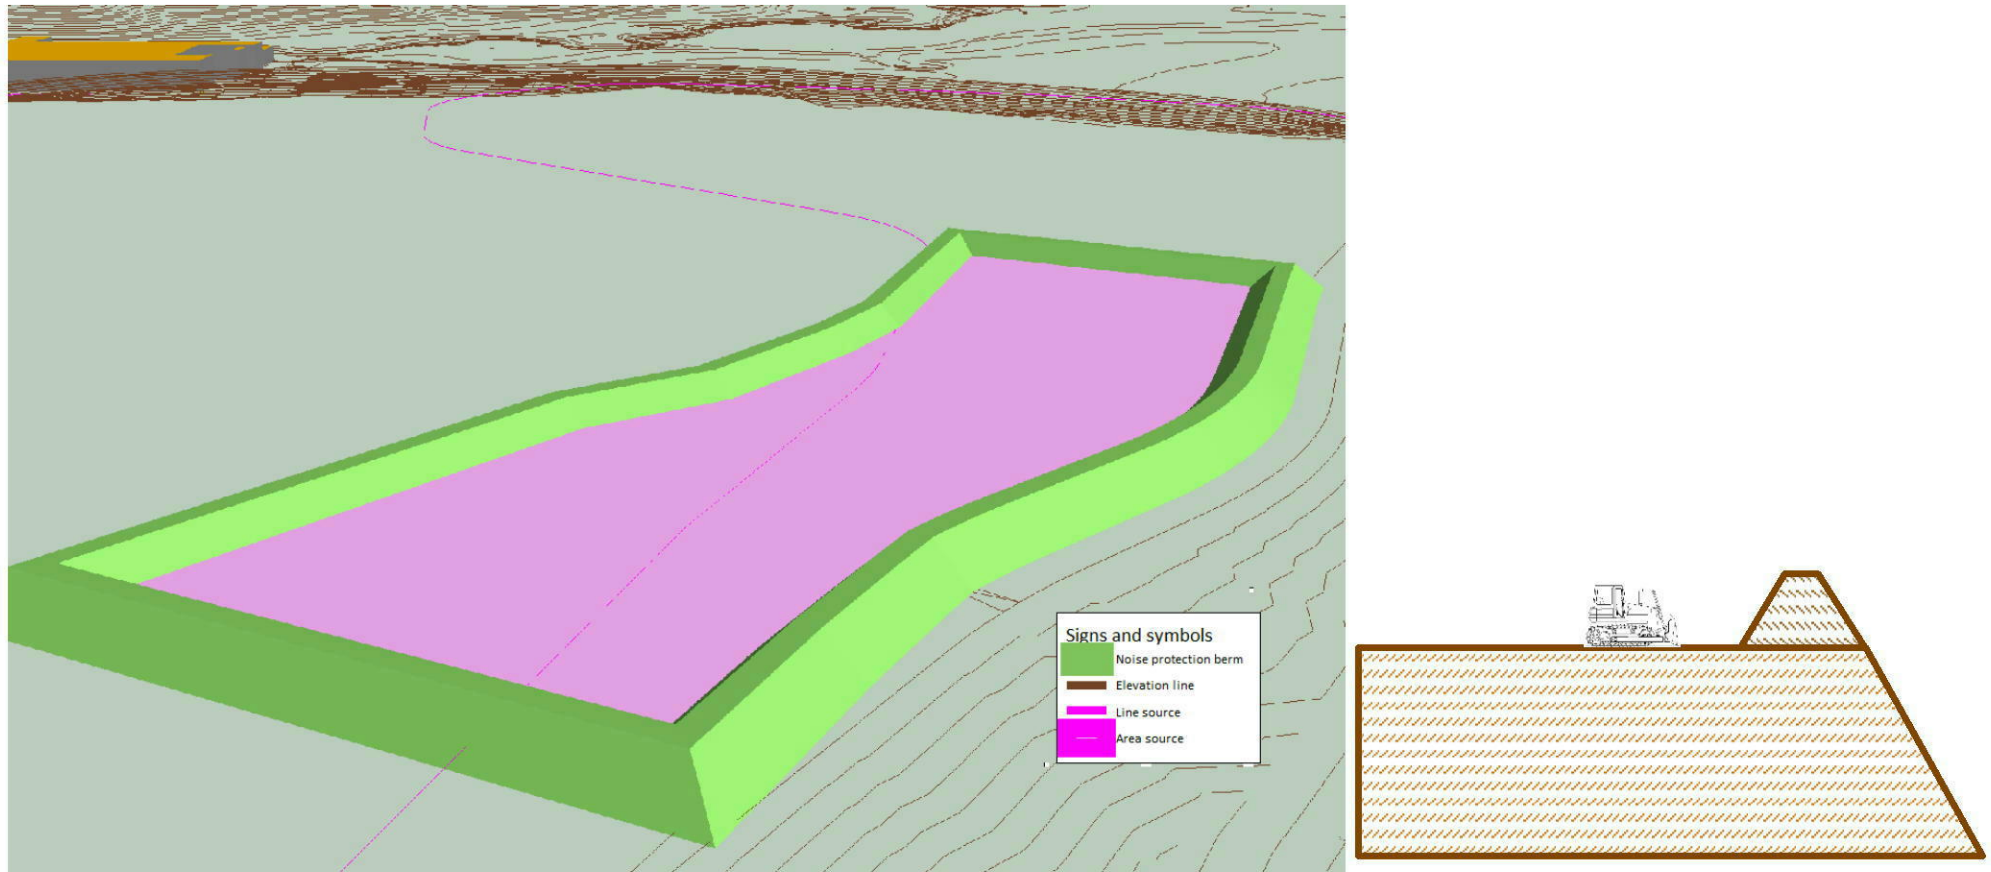 Signs and symbols
Noise protection berm
Elevation line
Line source
Area source